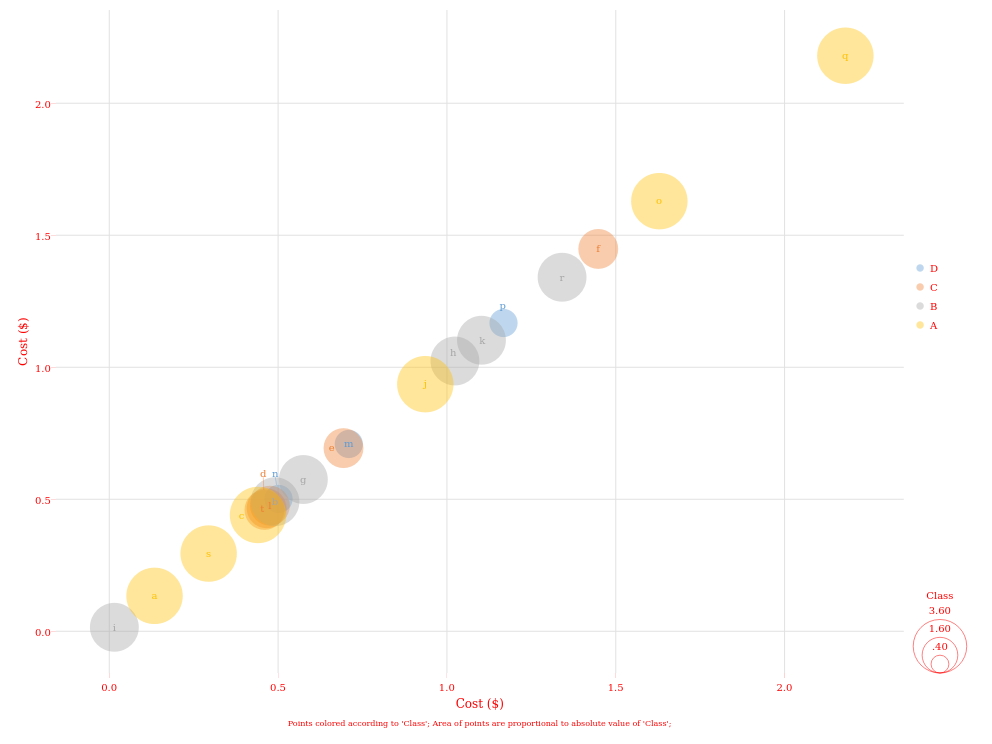 q
2.0
o
1.5
f
D
r
C
p
B
A
k
h
1.0
j
e m
d n
g
0.5
c
t
s
a
Class
3.60
i
1.60
0.0
.40
0.0 0.5 1.0 1.5 2.0
Cost ($)
Cost ($)
Points colored according to 'Class'; Area of points are proportional to absolute value of 'Class';